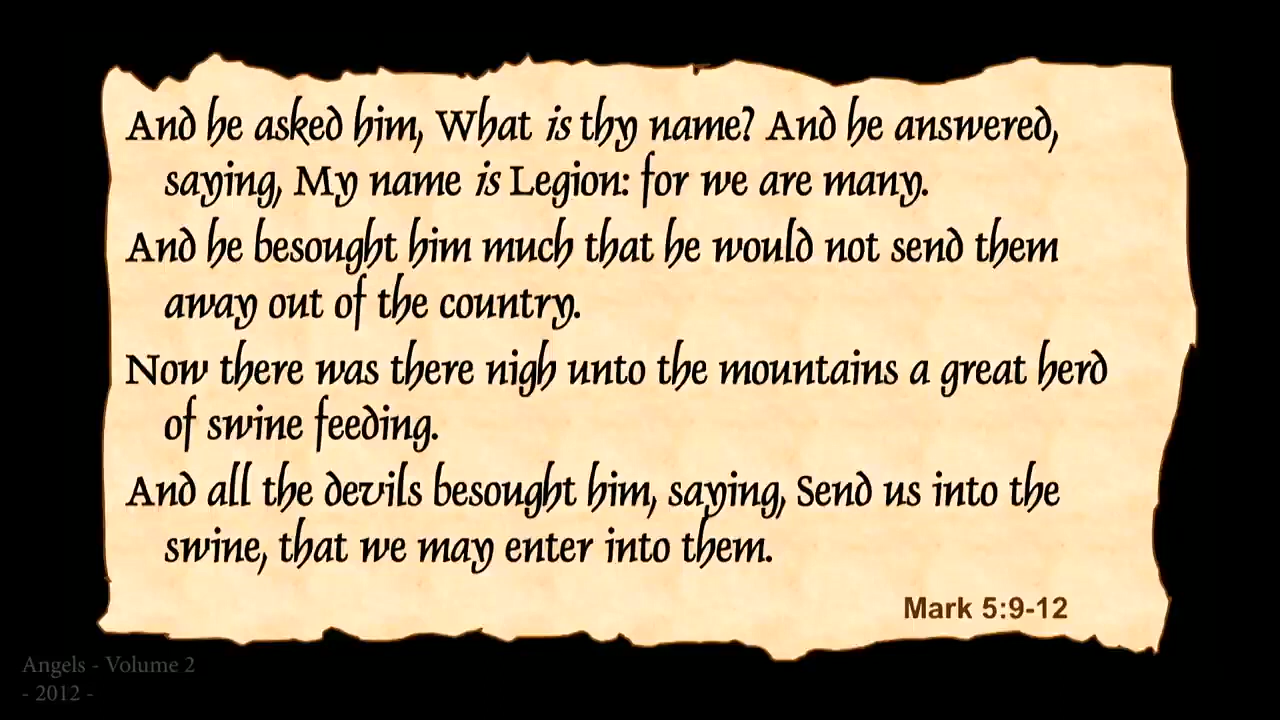 And he asked him, What is thy name? And he answered,
saying, My name is Legion: for we are many.
And he besought him much that he would not send them
away out of the country.
Now there was there nigh unto the mountains a great herd
of swine feeding.
And all the devils besought him, saying, Send us into the
swine, that we may enter into them.
Mark 5:9-12
Angels - Volume 2
- 2012 -